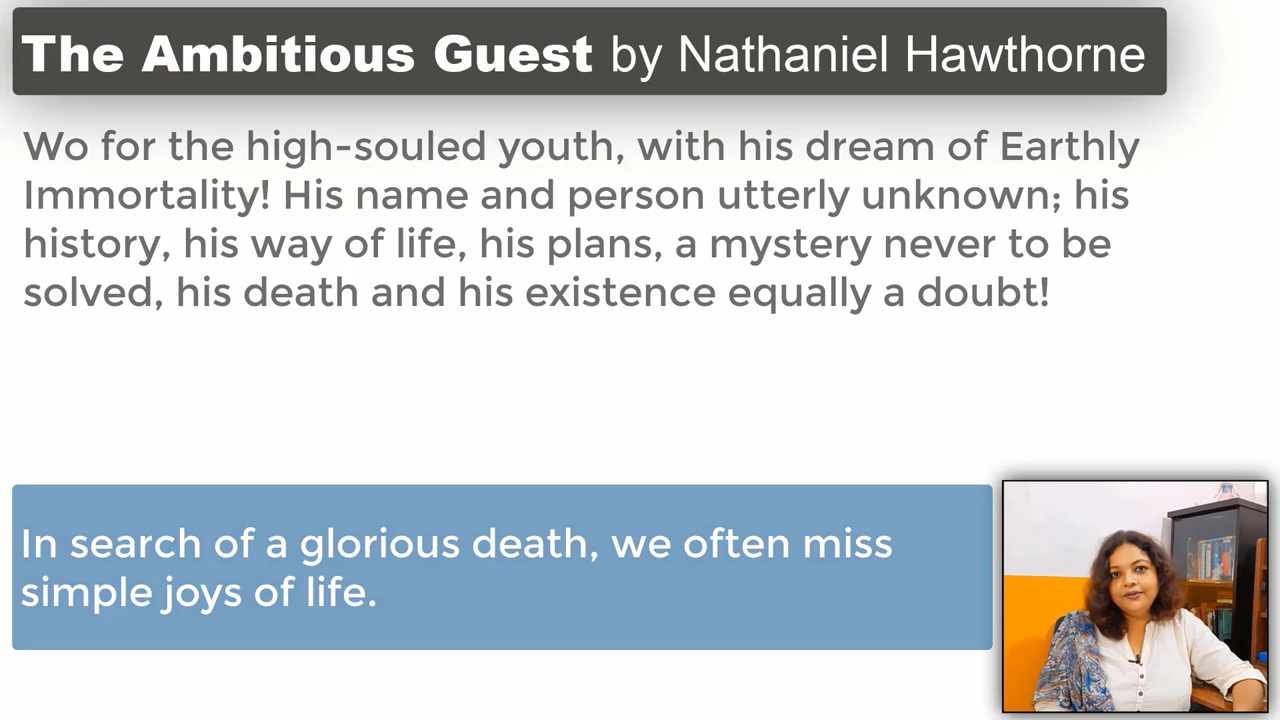 The Ambitious Guest by Nathaniel Hawthorne
Wo for the high-souled youth, with his dream of Earthly
Immortality! His name and person utterly unknown; his
history, his way of life, his plans, a mystery never to be
solved, his death and his existence equally a doubt!
In search of a glorious death, we often miss
simple joys of life.